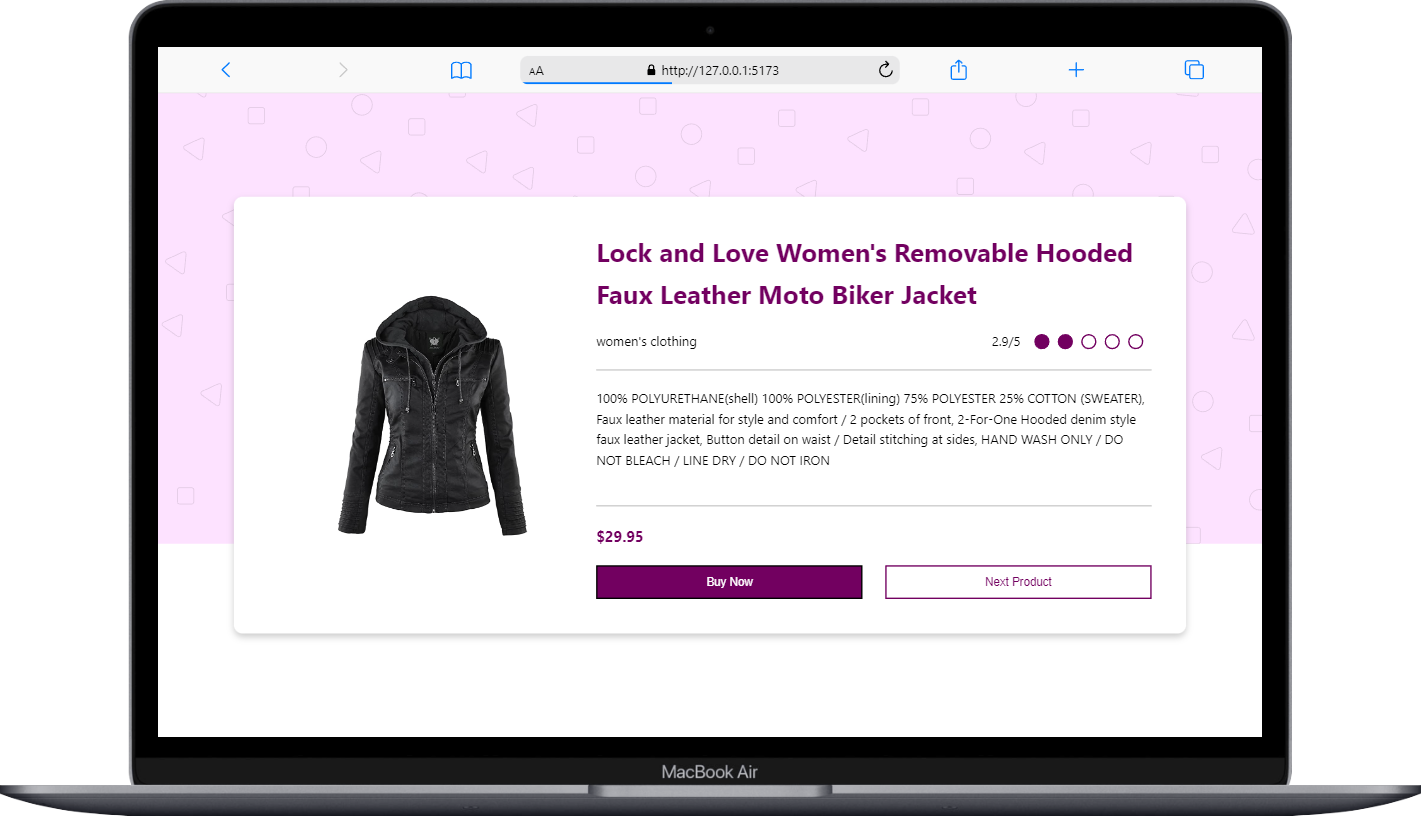 AA http://127.0.0.1:5173
Lock and Love Women's Removable Hooded
Faux Leather Moto Biker Jacket
women's clothing 2.9/5
100% POLYURETHANE(shell) 100% POLYESTER(lining) 75% POLYESTER 25% COTTON (SWEATER),
Faux leather material for style and comfort / 2 pockets of front, 2-For-One Hooded denim style
faux leather jacket, Button detail on waist / Detail stitching at sides, HAND WASH ONLY / DO
NOT BLEACH / LINE DRY / DO NOT IRON
$29.95
Buy Now Next Product
MacBook Air